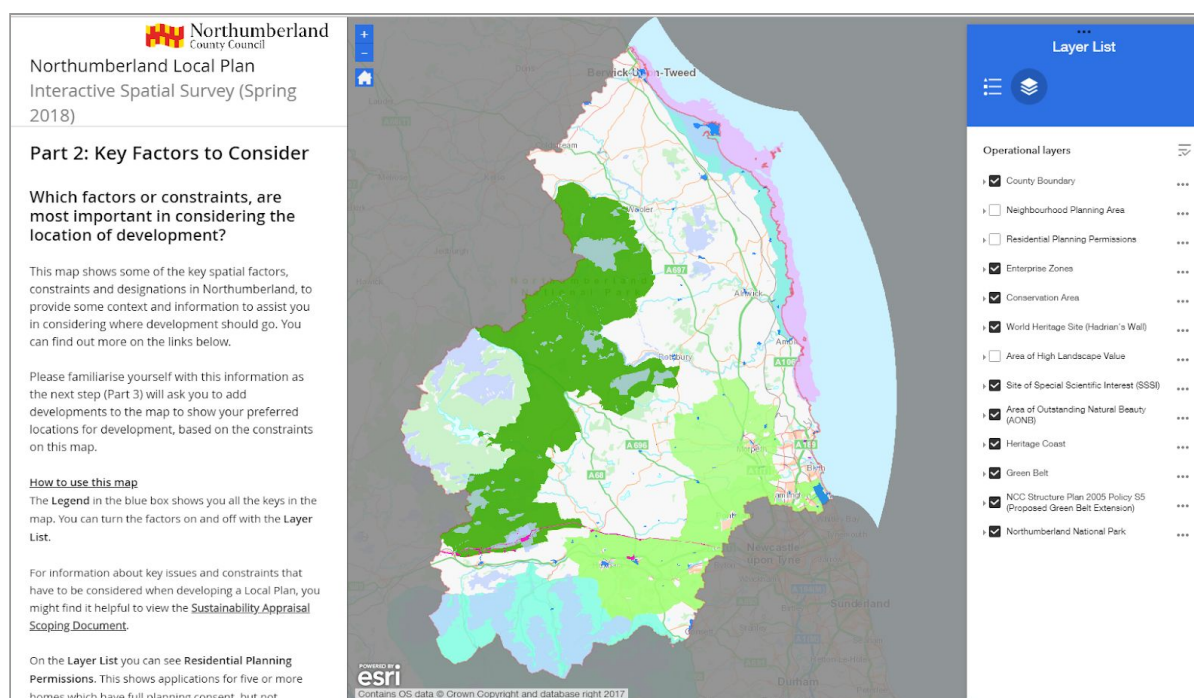 Northumberland
County Council
Northumberland Local Plan
Interactive Spatial Survey (Spring
2018)
Part 2: Key Factors to Consider
Which factors or constraints, are
most important in considering the
location of development?
This map shows some of the key spatial factors,
constraints and designations in Northumberland, to
provide some context and information to assist you
in considering where development should go. You
can find out more on the links below.
Please familiarise yourself with this information as
the next step (Part 3) will ask you to add
developments to the map to show your preferred
locations for development, based on the constraints
on this map.
How to use this map
The Legend in the blue box shows you all the keys in the
map. You can turn the factors on and off with the Layer
List.
For information about key issues and constraints that
have to be considered when developing a Local Plan, you
might find it helpful to view the Sustainability Appraisal
Scoping Document.
On the Layer List you can see Residential Planning
Permissions. This shows applications for five or more
homes which have full planning consent, but not
+
−
Berwick-Upon-Tweed
Wooler
A697
Alnwick
Rothbury
A696
A68
Morpeth
Blyth
Newcastle
upon Tyne
Sunderland
Durham
POWERED BY
esri
Contains OS data © Crown Copyright and database right 2017
Layer List
Operational layers
County Boundary
Neighbourhood Planning Area
Residential Planning Permissions
Enterprise Zones
Conservation Area
World Heritage Site (Hadrian's Wall)
Area of High Landscape Value
Site of Special Scientific Interest (SSSI)
Area of Outstanding Natural Beauty
(AONB)
Heritage Coast
Green Belt
NCC Structure Plan 2005 Policy S5
(Proposed Green Belt Extension)
Northumberland National Park